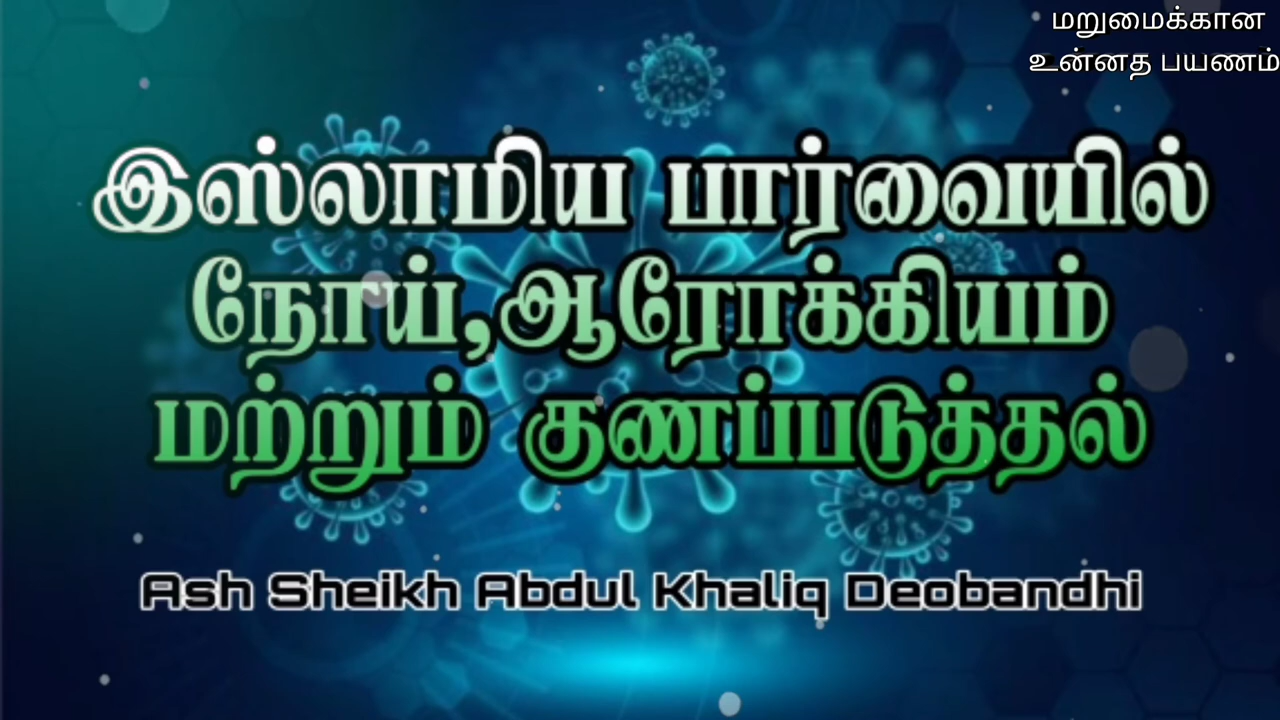 மறுமைக்கான
உன்னத பயணம்
இஸ்லாமிய பார்வையில்
நோய்,ஆரோக்கியம்
மற்றும் குணப்படுத்தல்
Ash Sheikh Abdul Khaliq Deobandhi